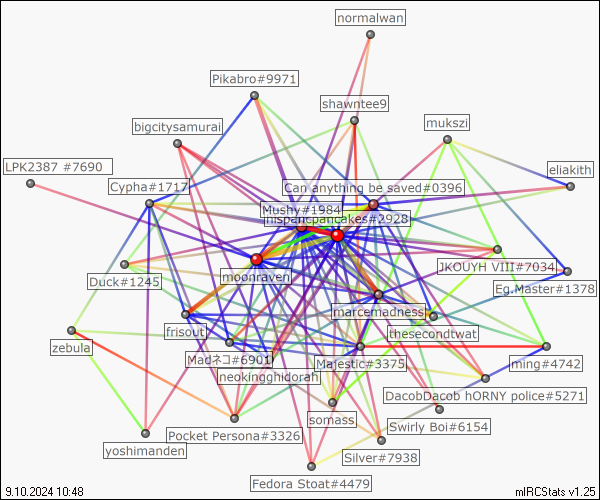 normalwan
Pikabro#9971
shawntee9
bigcitysamurai
mukszi
LPK2387 #7690
eliakith
Cypha#1717
Can anything be saved#0396
Mushy#1984
hispanicpancakes#2928
JKOUYH VIII#7034
moonraven
Duck#1245
Eg.Master#1378
marcemadness
frisout
thesecondtwat
zebula
Madネコ#6901
Majestic#3375
ming#4742
neokingghidorah
DacobDacob hORNY police#5271
somass
Swirly Boi#6154
Pocket Persona#3326
yoshimanden
Silver#7938
Fedora Stoat#4479
9.10.2024 10:48
mIRCStats v1.25